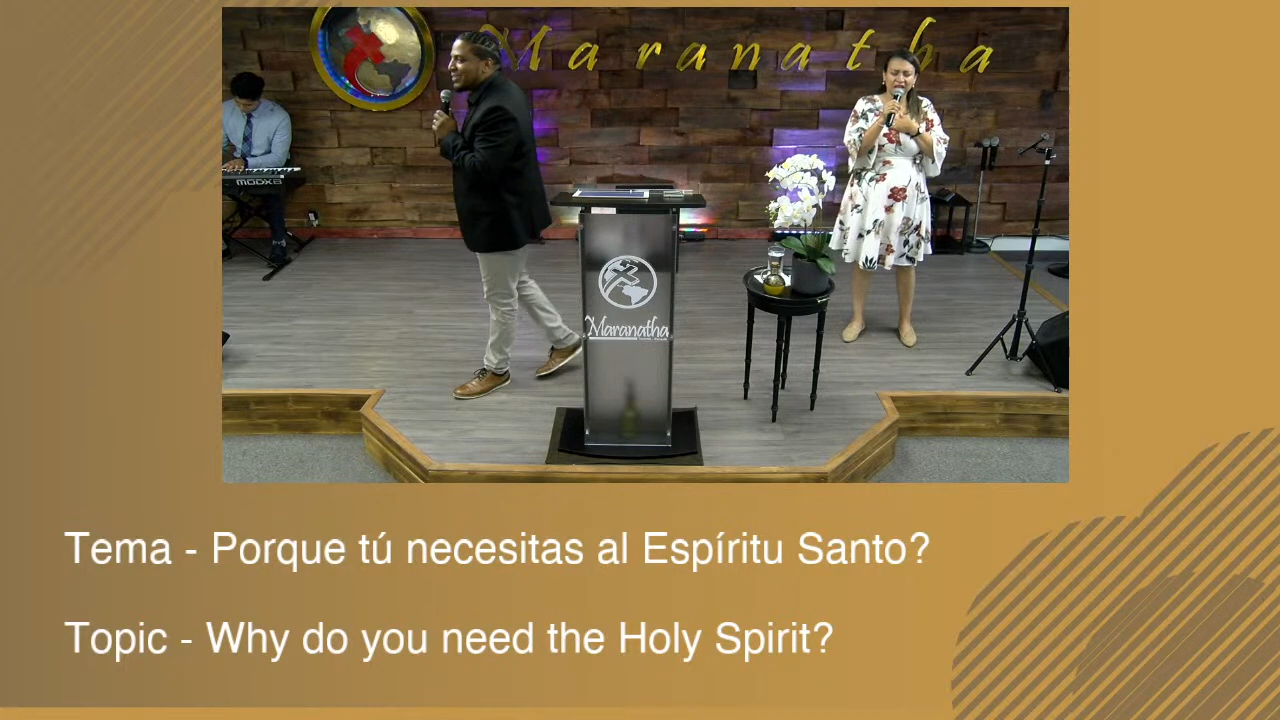 Maranatha
MODX8
Maranatha
Tema - Porque tú necesitas al Espíritu Santo?
Topic - Why do you need the Holy Spirit?